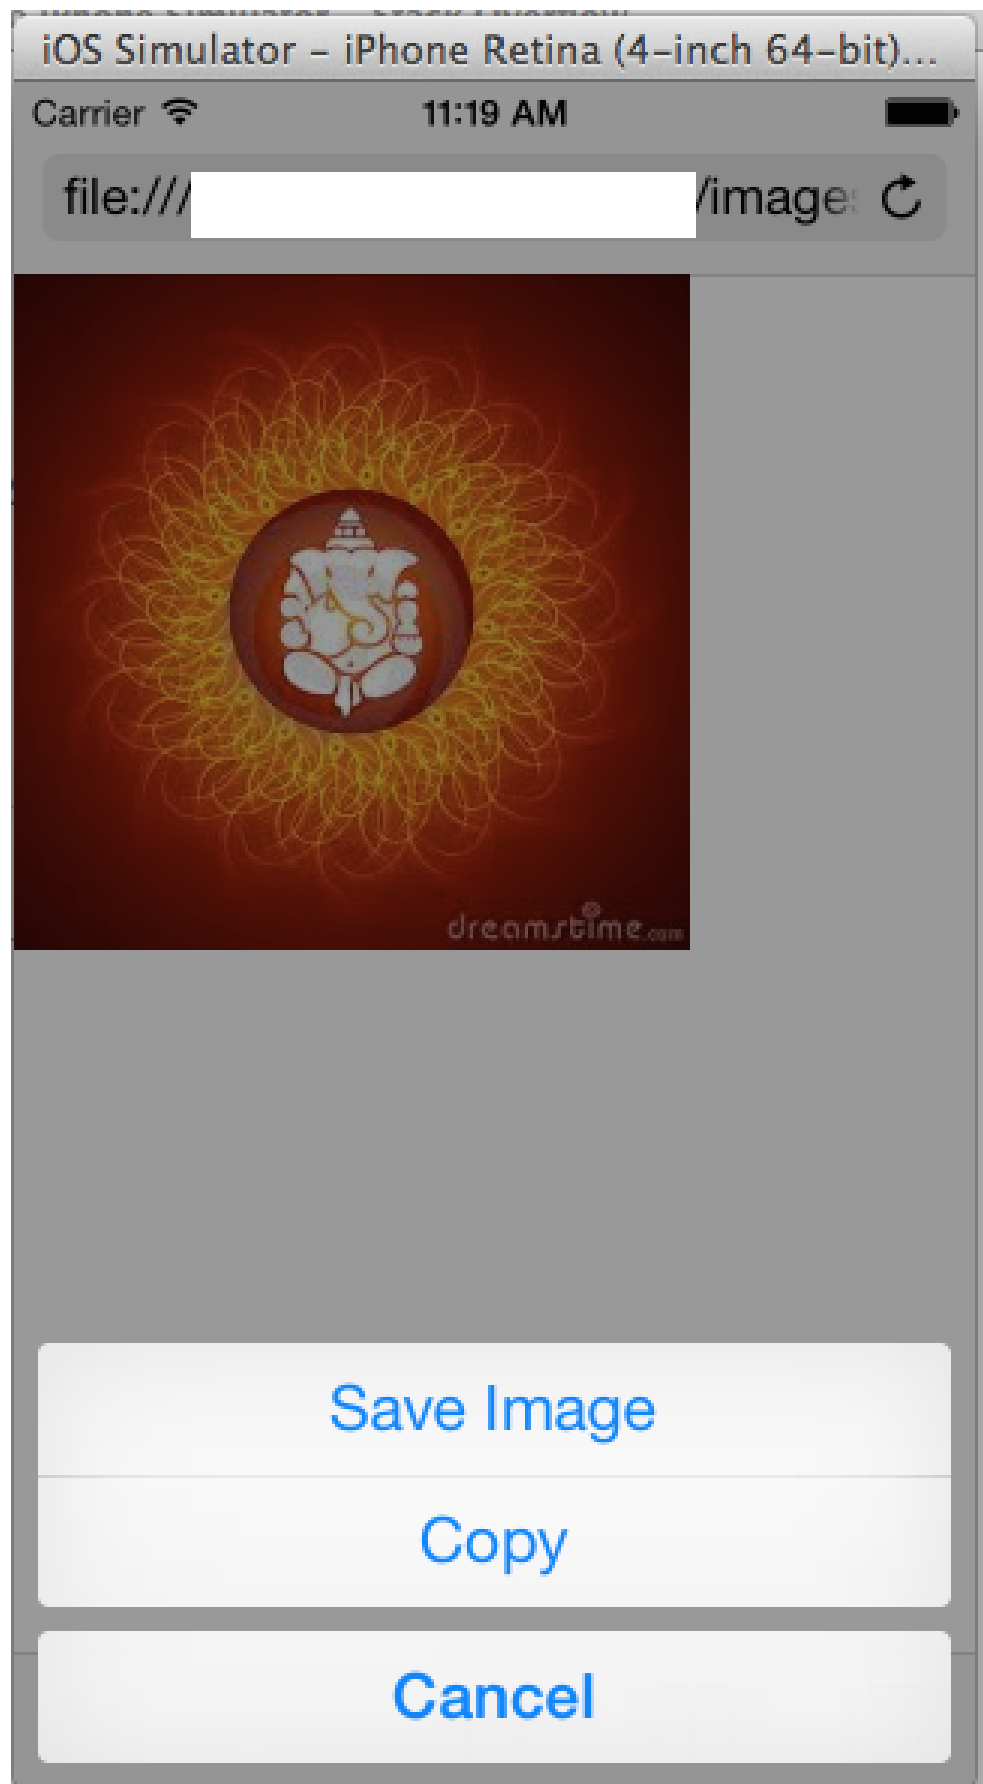 iOS Simulator – iPhone Retina (4-inch 64-bit)...
Carrier 11:19 AM
file:/// /images
dreamstime.com
Save Image
Copy
Cancel